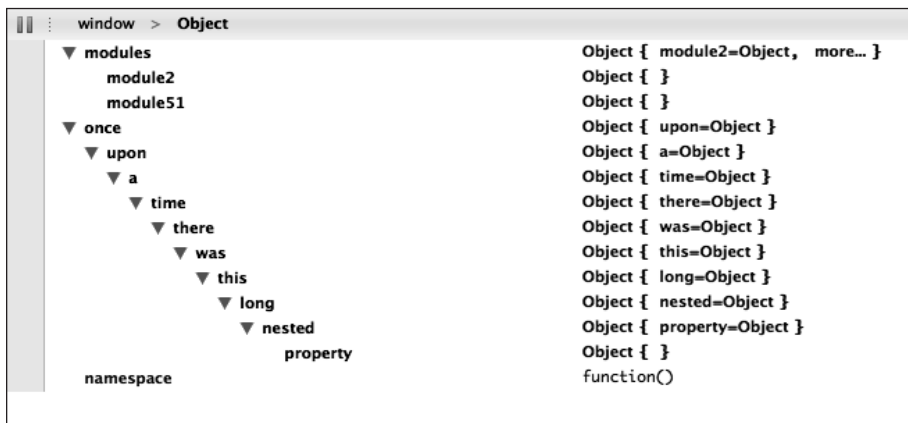 window > Object
modules Object { module2=Object, more... }
module2 Object { }
module51 Object { }
once Object { upon=Object }
upon Object { a=Object }
a Object { time=Object }
time Object { there=Object }
there Object { was=Object }
was Object { this=Object }
this Object { long=Object }
long Object { nested=Object }
nested Object { property=Object }
property Object { }
namespace function()